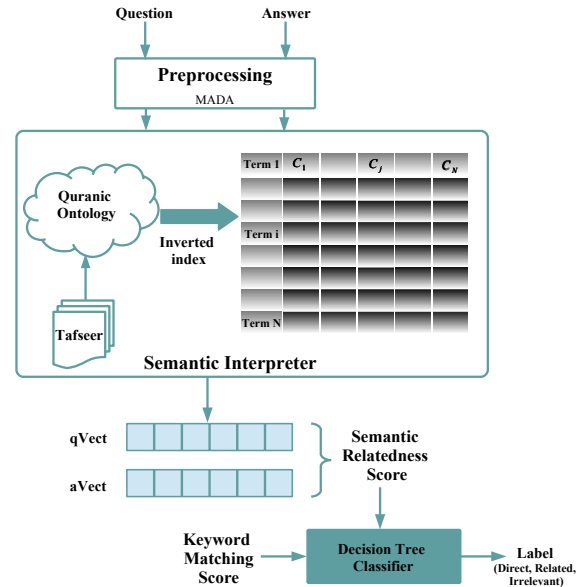 Question Answer
Preprocessing
MADA
Term 1 C1 CJ CN
Quranic
Ontology
Inverted
index
Term i
Tafseer
Term N
Semantic Interpreter
qVect
aVect
Semantic
Relatedness
Score
Keyword
Matching
Score
Decision Tree
Classifier
Label
(Direct, Related,
Irrelevant)